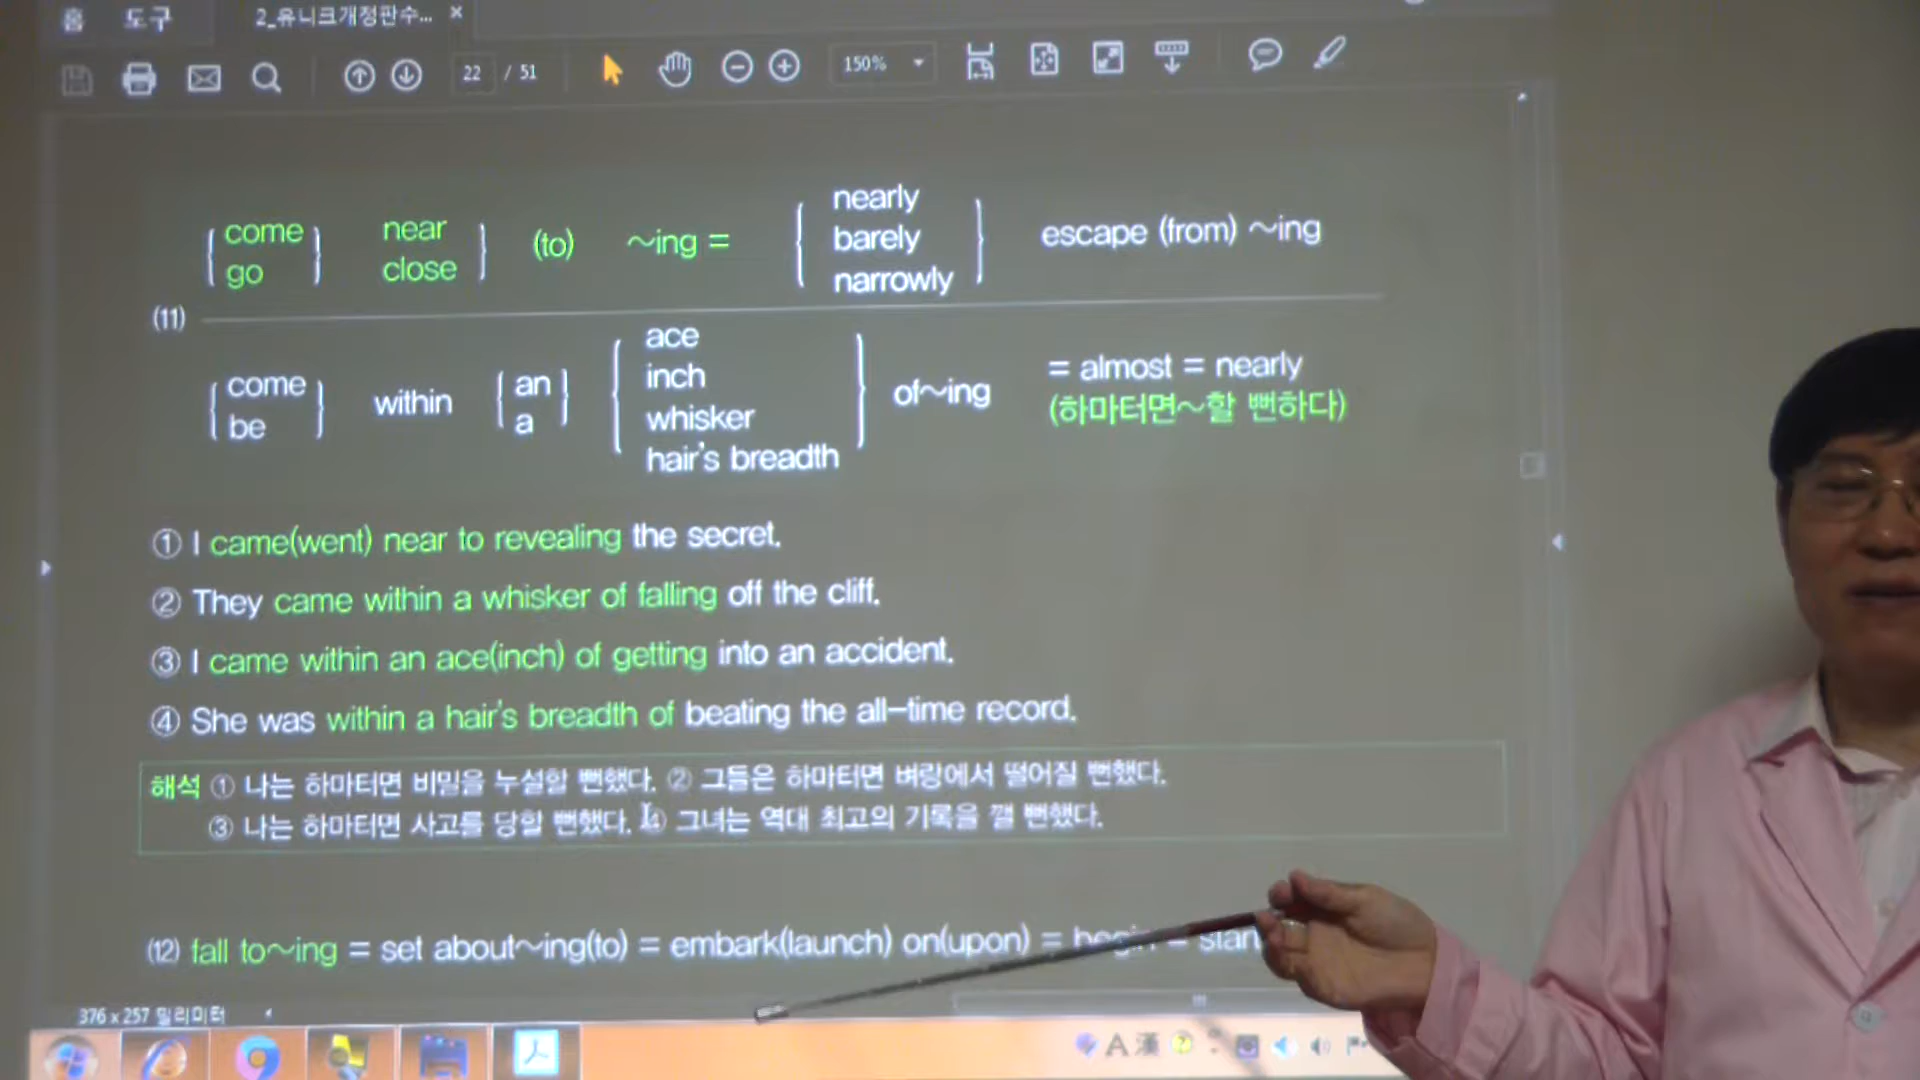 홈 도구 2_유니크개정판수... ×
22 / 51 150%
come near (to) ~ing = nearly escape (from) ~ing
go close barely
narrowly
(11)
come within an ace of~ing = almost = nearly
be a inch (하마터면~할 뻔하다)
whisker
hair's breadth
① I came(went) near to revealing the secret.
② They came within a whisker of falling off the cliff.
③ I came within an ace(inch) of getting into an accident.
④ She was within a hair's breadth of beating the all-time record.
해석 ① 나는 하마터면 비밀을 누설할 뻔했다. ② 그들은 하마터면 벼랑에서 떨어질 뻔했다.
③ 나는 하마터면 사고를 당할 뻔했다. ④ 그녀는 역대 최고의 기록을 깰 뻔했다.
(12) fall to~ing = set about~ing(to) = embark(launch) on(upon) = begin = start
376 x 257 밀리미터
A 漢